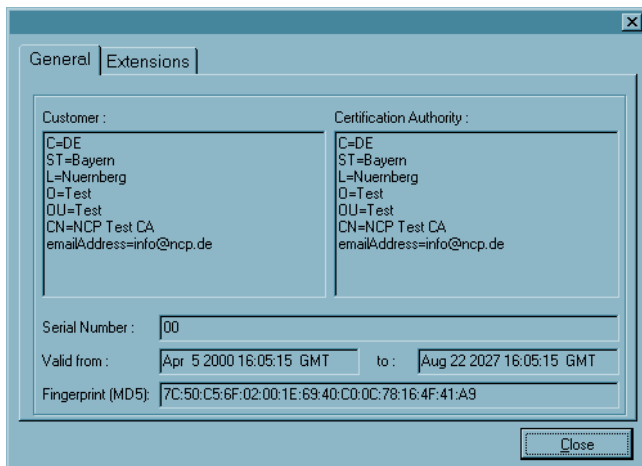 General
Extensions
Customer :
C=DE
ST=Bayern
L=Nuernberg
O=Test
OU=Test
CN=NCP Test CA
emailAddress=info@ncp.de
Certification Authority :
C=DE
ST=Bayern
L=Nuernberg
O=Test
OU=Test
CN=NCP Test CA
emailAddress=info@ncp.de
Serial Number : 00
Valid from : Apr 5 2000 16:05:15 GMT to : Aug 22 2027 16:05:15 GMT
Fingerprint (MD5): 7C:50:C5:6F:02:00:1E:69:40:C0:0C:78:16:4F:41:A9
Close